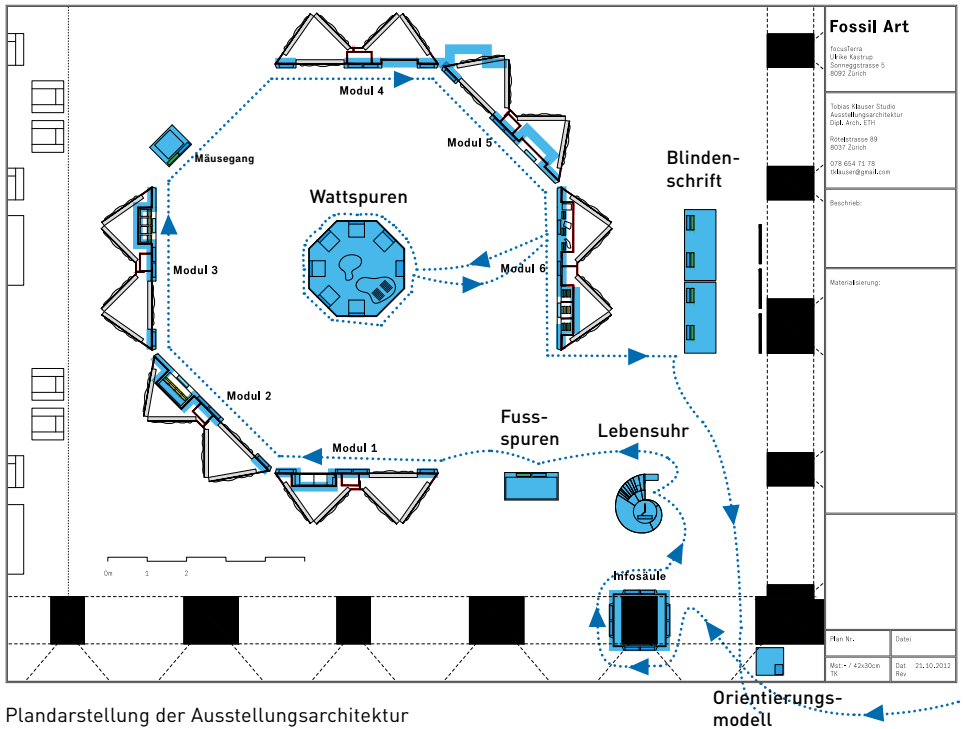 Fossil Art
focusTerra
Ulrike Kastrup
Sonneggstrasse 5
8092 Zürich
Tobias Klauser Studio
Ausstellungsarchitektur
Dipl. Arch. ETH
Rötelstrasse 89
8037 Zürich
078 654 71 78
tklauser@gmail.com
Beschrieb:
Materialisierung:
Plan Nr.
Datei
Mst:- / 42x30cm
TK
Dat 21.10.2012
Rev
Modul 4
Modul 5
Mäusegang
Blinden-
schrift
Wattspuren
Modul 3
Modul 6
Modul 2
Fuss-
spuren
Lebensuhr
Modul 1
0m 1 2
Infosäule
Orientierungs-
modell
Plandarstellung der Ausstellungsarchitektur